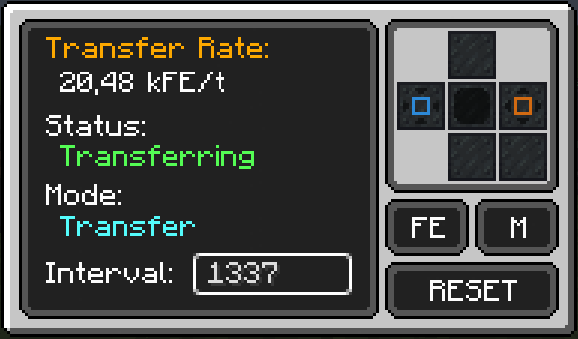 Transfer Rate:
20,48 kFE/t
Status:
Transferring
Mode:
Transfer
Interval: 1337
FE M
RESET